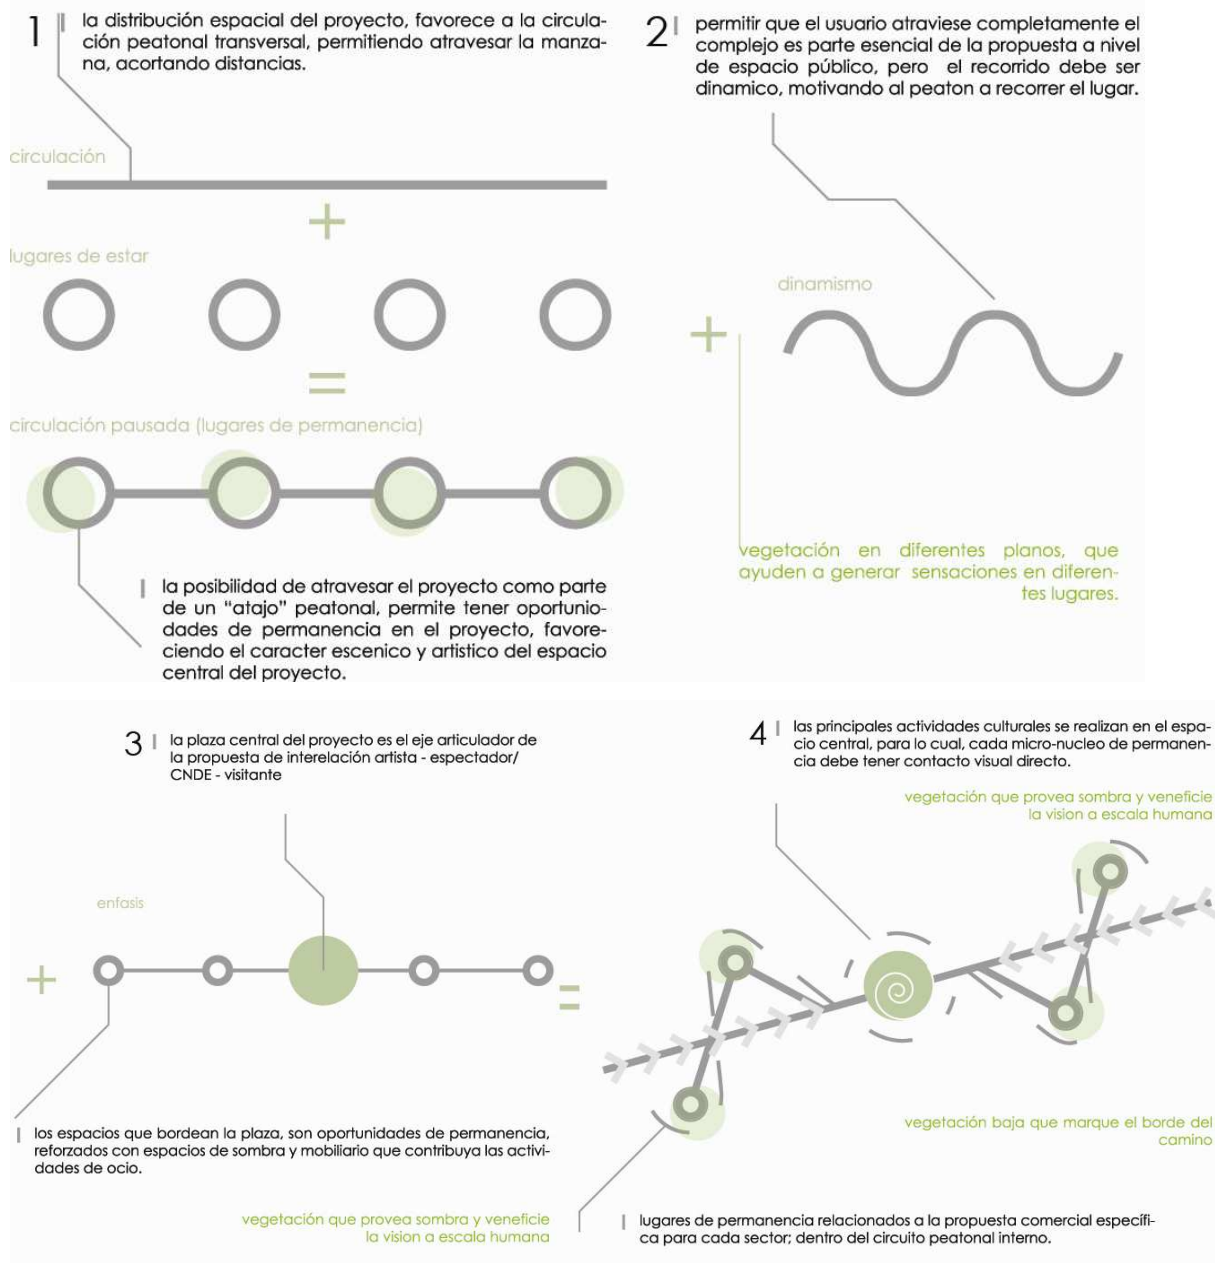 1
la distribución espacial del proyecto, favorece a la circula-
ción peatonal transversal, permitiendo atravesar la manza-
na, acortando distancias.
circulación
+
lugares de estar
=
circulación pausada (lugares de permanencia)
la posibilidad de atravesar el proyecto como parte
de un “atajo” peatonal, permite tener oportunio-
dades de permanencia en el proyecto, favore-
ciendo el caracter escenico y artistico del espacio
central del proyecto.
2
permitir que el usuario atraviese completamente el
complejo es parte esencial de la propuesta a nivel
de espacio público, pero el recorrido debe ser
dinamico, motivando al peaton a recorrer el lugar.
dinamismo
+
vegetación en diferentes planos, que
ayuden a generar sensaciones en diferen-
tes lugares.
3
la plaza central del proyecto es el eje articulador de
la propuesta de interelación artista - espectador/
CNDE - visitante
enfasis
+
=
los espacios que bordean la plaza, son oportunidades de permanencia,
reforzados con espacios de sombra y mobiliario que contribuya las activi-
dades de ocio.
vegetación que provea sombra y veneficie
la vision a escala humana
4
las principales actividades culturales se realizan en el espa-
cio central, para lo cual, cada micro-nucleo de permanen-
cia debe tener contacto visual directo.
vegetación que provea sombra y veneficie
la vision a escala humana
vegetación baja que marque el borde del
camino
lugares de permanencia relacionados a la propuesta comercial específi-
ca para cada sector; dentro del circuito peatonal interno.